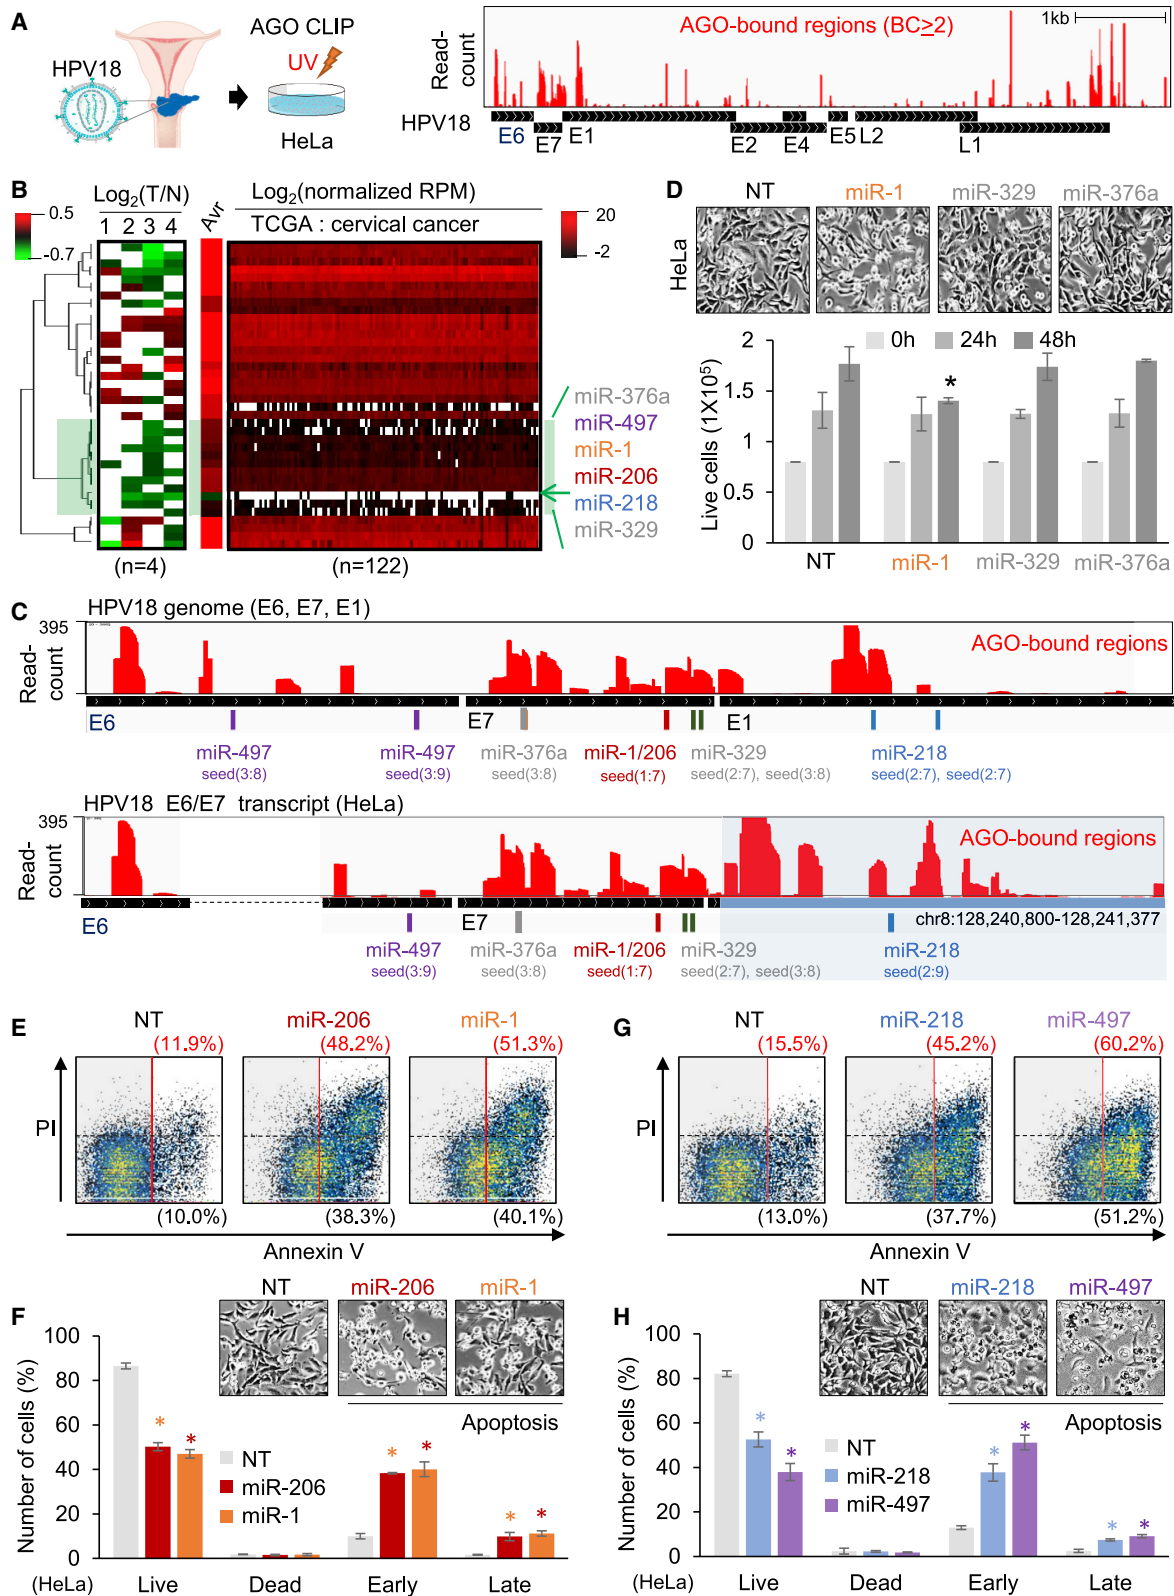 A
HPV18
AGO CLIP
UV
HeLa
Read-
count
AGO-bound regions (BC≥2)
1kb
HPV18
E6
E7
E1
E2
E4
E5
L2
L1
B
Log2(T/N)
0.5
-0.7
1 2 3 4
Avr
Log2(normalized RPM)
TCGA : cervical cancer
20
-2
miR-376a
miR-497
miR-1
miR-206
miR-218
miR-329
(n=4)
(n=122)
D
NT
miR-1
miR-329
miR-376a
HeLa
0h
24h
48h
Live cells (1X10^5)
2
1.5
1
0.5
0
*
NT
miR-1
miR-329
miR-376a
C
HPV18 genome (E6, E7, E1)
395
0
Read-
count
AGO-bound regions
E6
E7
E1
miR-497
seed(3:8)
miR-497
seed(3:9)
miR-376a
seed(3:8)
miR-1/206
seed(1:7)
miR-329
seed(2:7), seed(3:8)
miR-218
seed(2:7), seed(2:7)
HPV18 E6/E7 transcript (HeLa)
395
0
Read-
count
AGO-bound regions
E6
E7
chr8:128,240,800-128,241,377
miR-497
seed(3:9)
miR-376a
seed(3:8)
miR-1/206
seed(1:7)
miR-329
seed(2:7), seed(3:8)
miR-218
seed(2:9)
E
NT
miR-206
miR-1
(11.9%)
(48.2%)
(51.3%)
PI
(10.0%)
(38.3%)
(40.1%)
Annexin V
G
NT
miR-218
miR-497
(15.5%)
(45.2%)
(60.2%)
PI
(13.0%)
(37.7%)
(51.2%)
Annexin V
F
NT
miR-206
miR-1
Number of cells (%)
100
80
60
40
20
0
Apoptosis
NT
miR-206
miR-1
* * * * * *
(HeLa)
Live
Dead
Early
Late
H
NT
miR-218
miR-497
Number of cells (%)
100
80
60
40
20
0
Apoptosis
NT
miR-218
miR-497
* * * * * *
(HeLa)
Live
Dead
Early
Late